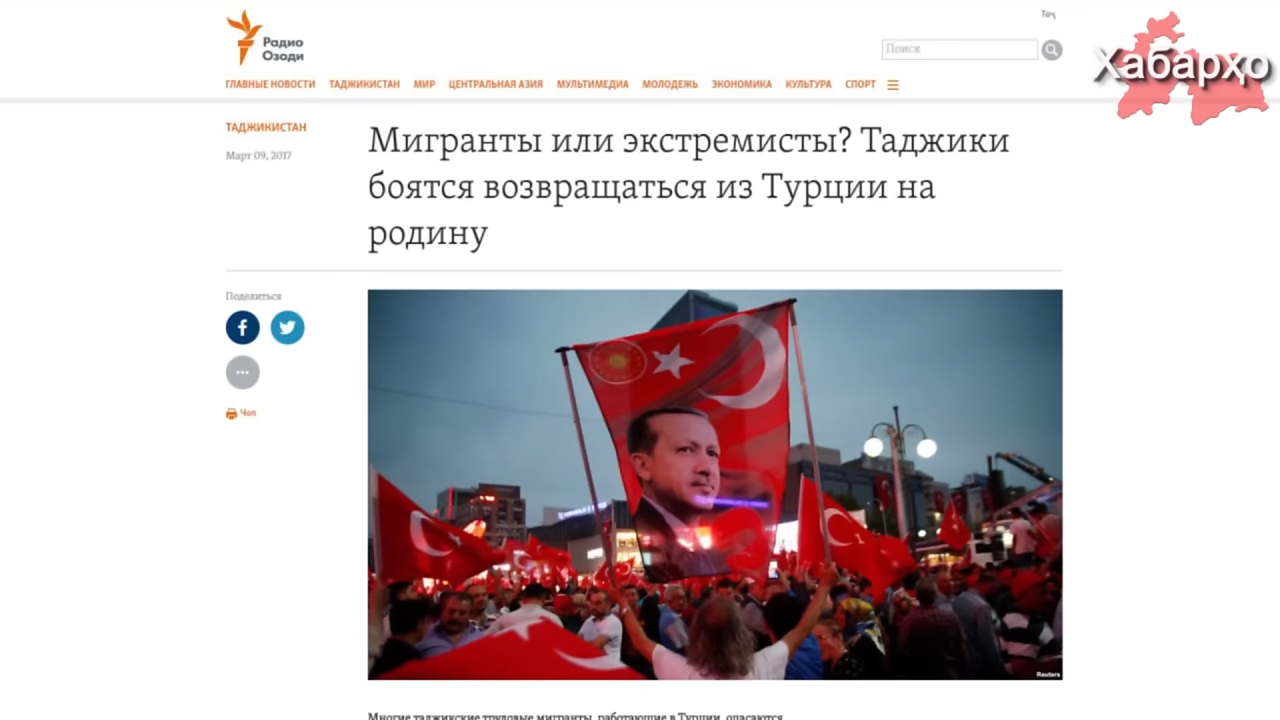 Тоҷ
Радио
Озоди
Поиск
Хабарҳо
ГЛАВНЫЕ НОВОСТИ ТАДЖИКИСТАН МИР ЦЕНТРАЛЬНАЯ АЗИЯ МУЛЬТИМЕДИА МОЛОДЕЖЬ ЭКОНОМИКА КУЛЬТУРА СПОРТ
ТАДЖИКИСТАН
Март 09, 2017
Мигранты или экстремисты? Таджики
боятся возвращаться из Турции на
родину
Поделиться
Чоп
Reuters
Многие таджикские трудовые мигранты, работающие в Турции, опасаются